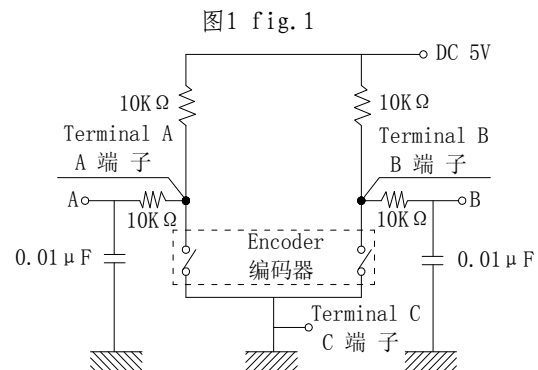 图1 fig.1
DC 5V
10KΩ
10KΩ
Terminal A
A 端 子
Terminal B
B 端 子
A
10KΩ
10KΩ
B
Encoder
编码器
0.01μF
0.01μF
Terminal C
C 端 子